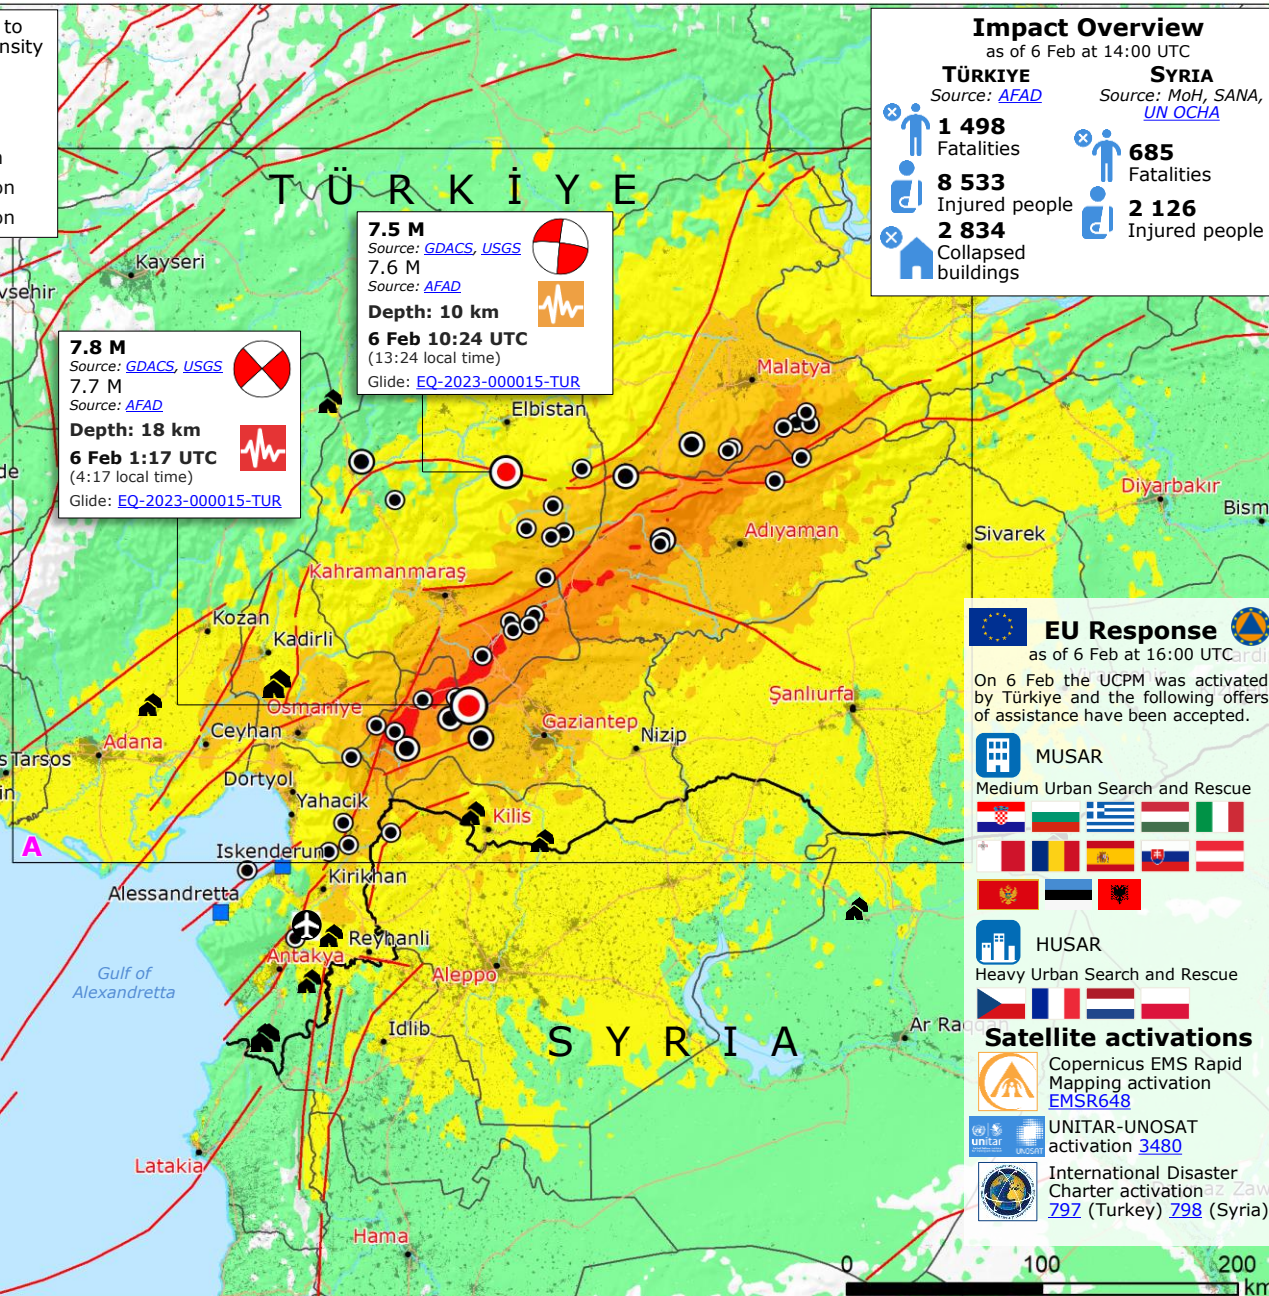 to
nsity
n
on
on
Impact Overview
as of 6 Feb at 14:00 UTC
TÜRKIYE
Source: AFAD
1 498
Fatalities
8 533
Injured people
2 834
Collapsed
buildings
SYRIA
Source: MoH, SANA,
UN OCHA
685
Fatalities
2 126
Injured people
TÜRKİYE
7.5 M
Source: GDACS, USGS
7.6 M
Source: AFAD
Depth: 10 km
6 Feb 10:24 UTC
(13:24 local time)
Glide: EQ-2023-000015-TUR
7.8 M
Source: GDACS, USGS
7.7 M
Source: AFAD
Depth: 18 km
6 Feb 1:17 UTC
(4:17 local time)
Glide: EQ-2023-000015-TUR
Kayseri
vsehir
de
Malatya
Elbistan
Diyarbakır
Bism
Sivarek
Adıyaman
Kahramanmaraş
Kozan
Kadirli
Osmaniye
Ceyhan
Adana
s Tarsos
in
Dortyol
Yahacik
Gaziantep
Nizip
Şanlıurfa
Kilis
A
Iskenderun
Kirikhan
Alessandretta
Reyhanli
Antakya
Aleppo
Gulf of
Alexandretta
Idlib
SYRIA
Ar Raqqah
Latakia
Hama
EU Response
as of 6 Feb at 16:00 UTC
On 6 Feb the UCPM was activated
by Türkiye and the following offers
of assistance have been accepted.
MUSAR
Medium Urban Search and Rescue
HUSAR
Heavy Urban Search and Rescue
Satellite activations
Copernicus EMS Rapid
Mapping activation
EMSR648
unitar
UNOSAT
UNITAR-UNOSAT
activation 3480
International Disaster
Charter activation
797 (Turkey) 798 (Syria)
0 100 200
km